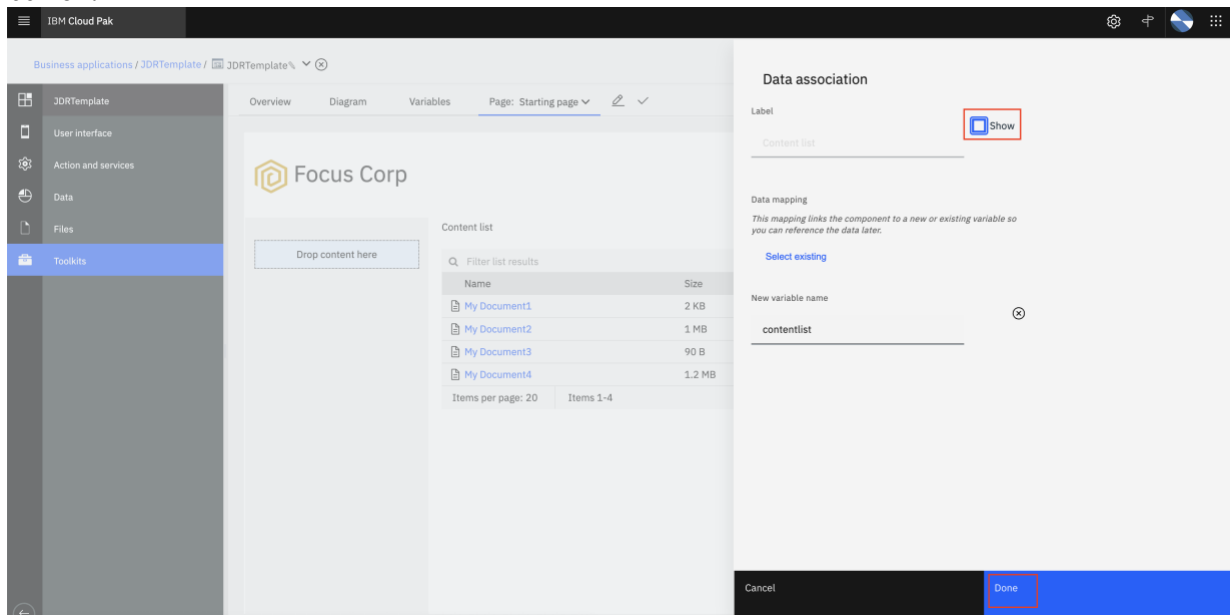 IBM Cloud Pak
Business applications / JDRTemplate / JDRTemplate
JDRTemplate
User interface
Action and services
Data
Files
Toolkits
Overview Diagram Variables Page: Starting page
Focus Corp
Drop content here
Content list
Filter list results
Name Size
My Document1 2 KB
My Document2 1 MB
My Document3 90 B
My Document4 1.2 MB
Items per page: 20 Items 1-4
Data association
Label
Show
Content list
Data mapping
This mapping links the component to a new or existing variable so
you can reference the data later.
Select existing
New variable name
contentlist
Cancel Done